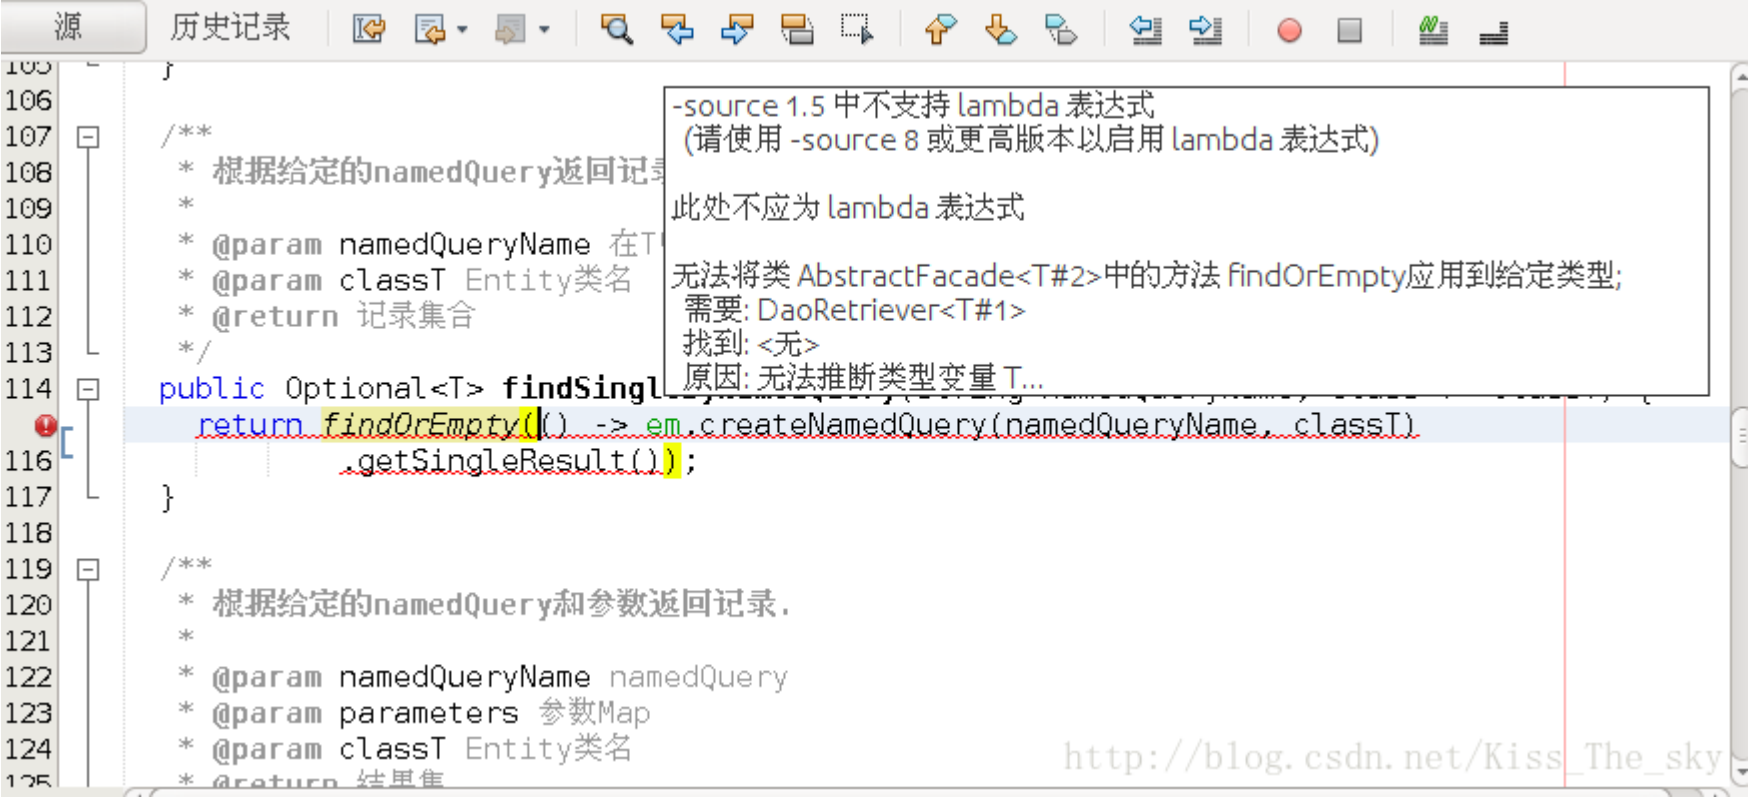 源 历史记录
105 }
106
107 /**
108 * 根据给定的namedQuery返回记录
109 *
110 * @param namedQueryName 在T
111 * @param classT Entity类名
112 * @return 记录集合
113 */
-source 1.5 中不支持 lambda 表达式
(请使用 -source 8 或更高版本以启用 lambda 表达式)
此处不应为 lambda 表达式
无法将类 AbstractFacade<T#2>中的方法 findOrEmpty应用到给定类型;
需要: DaoRetriever<T#1>
找到: <无>
原因: 无法推断类型变量 T...
114 public Optional<T> findSingl
return findOrEmpty(() -> em.createNamedQuery(namedQueryName, classT)
116 .getSingleResult());
117 }
118
119 /**
120 * 根据给定的namedQuery和参数返回记录.
121 *
122 * @param namedQueryName namedQuery
123 * @param parameters 参数Map
124 * @param classT Entity类名
125 * @return 结果集
http://blog.csdn.net/Kiss_The_sky